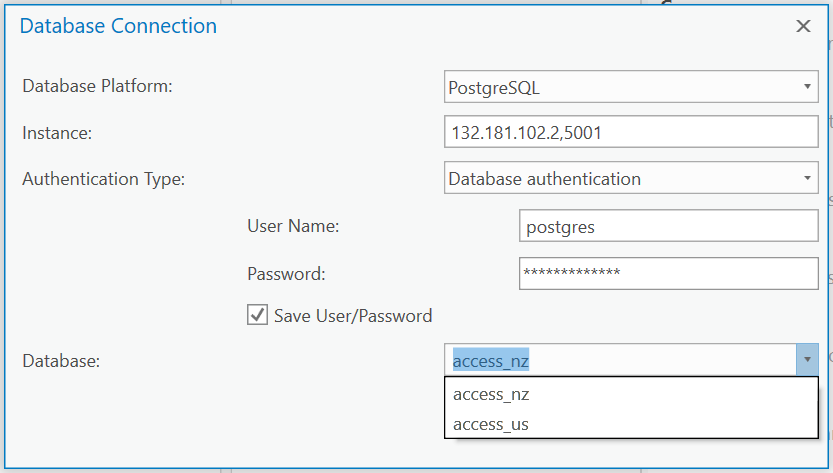 Database Connection
Database Platform: PostgreSQL
Instance: 132.181.102.2,5001
Authentication Type: Database authentication
User Name: postgres
Password: *************
Save User/Password
Database: access_nz
access_nz
access_us